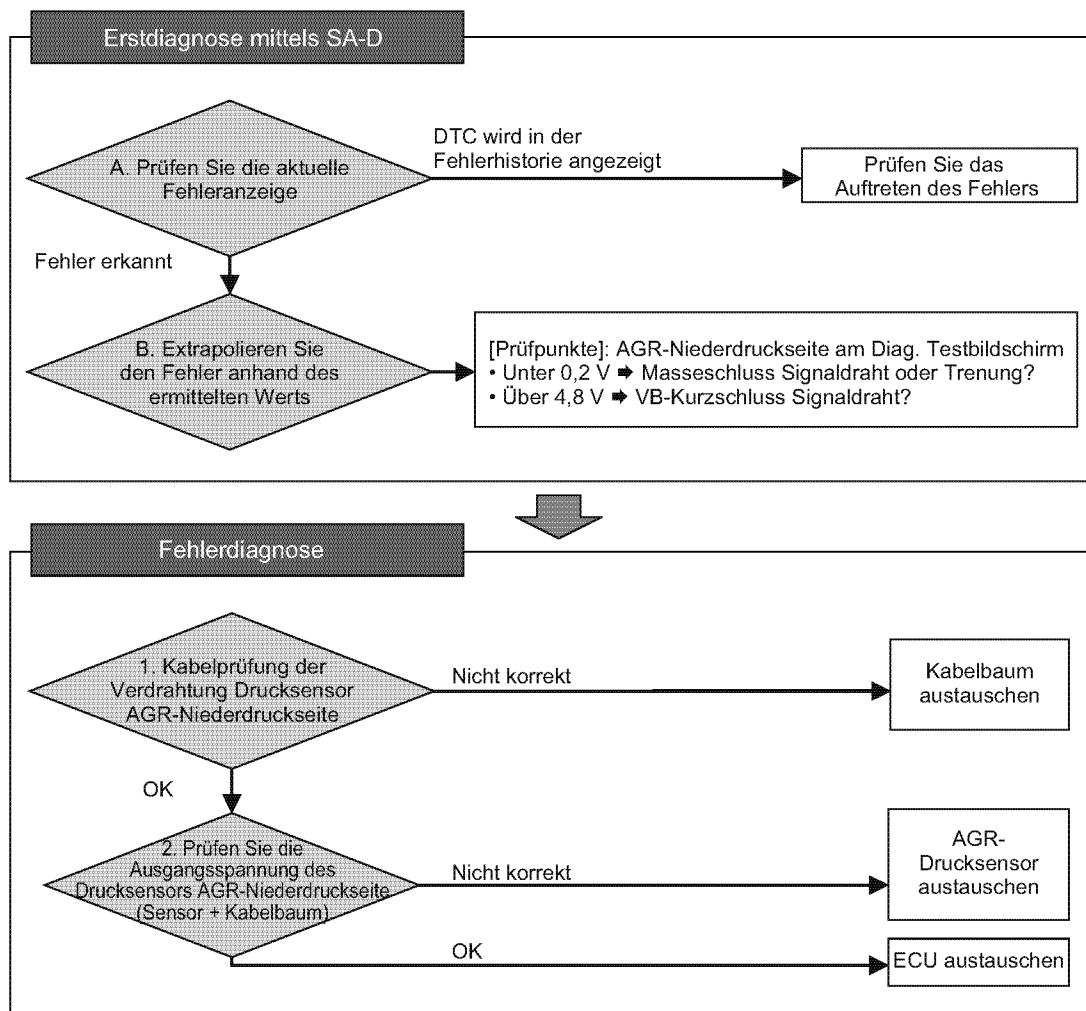 Erstdiagnose mittels SA-D
A. Prüfen Sie die aktuelle
Fehleranzeige
DTC wird in der
Fehlerhistorie angezeigt
Prüfen Sie das
Auftreten des Fehlers
Fehler erkannt
B. Extrapolieren Sie
den Fehler anhand des
ermittelten Werts
[Prüfpunkte]: AGR-Niederdruckseite am Diag. Testbildschirm
• Unter 0,2 V ➡ Masseschluss Signaldraht oder Trenung?
• Über 4,8 V ➡ VB-Kurzschluss Signaldraht?
Fehlerdiagnose
1. Kabelprüfung der
Verdrahtung Drucksensor
AGR-Niederdruckseite
Nicht korrekt
Kabelbaum
austauschen
OK
2. Prüfen Sie die
Ausgangsspannung des
Drucksensors AGR-Niederdruckseite
(Sensor + Kabelbaum)
Nicht korrekt
AGR-
Drucksensor
austauschen
OK
ECU austauschen